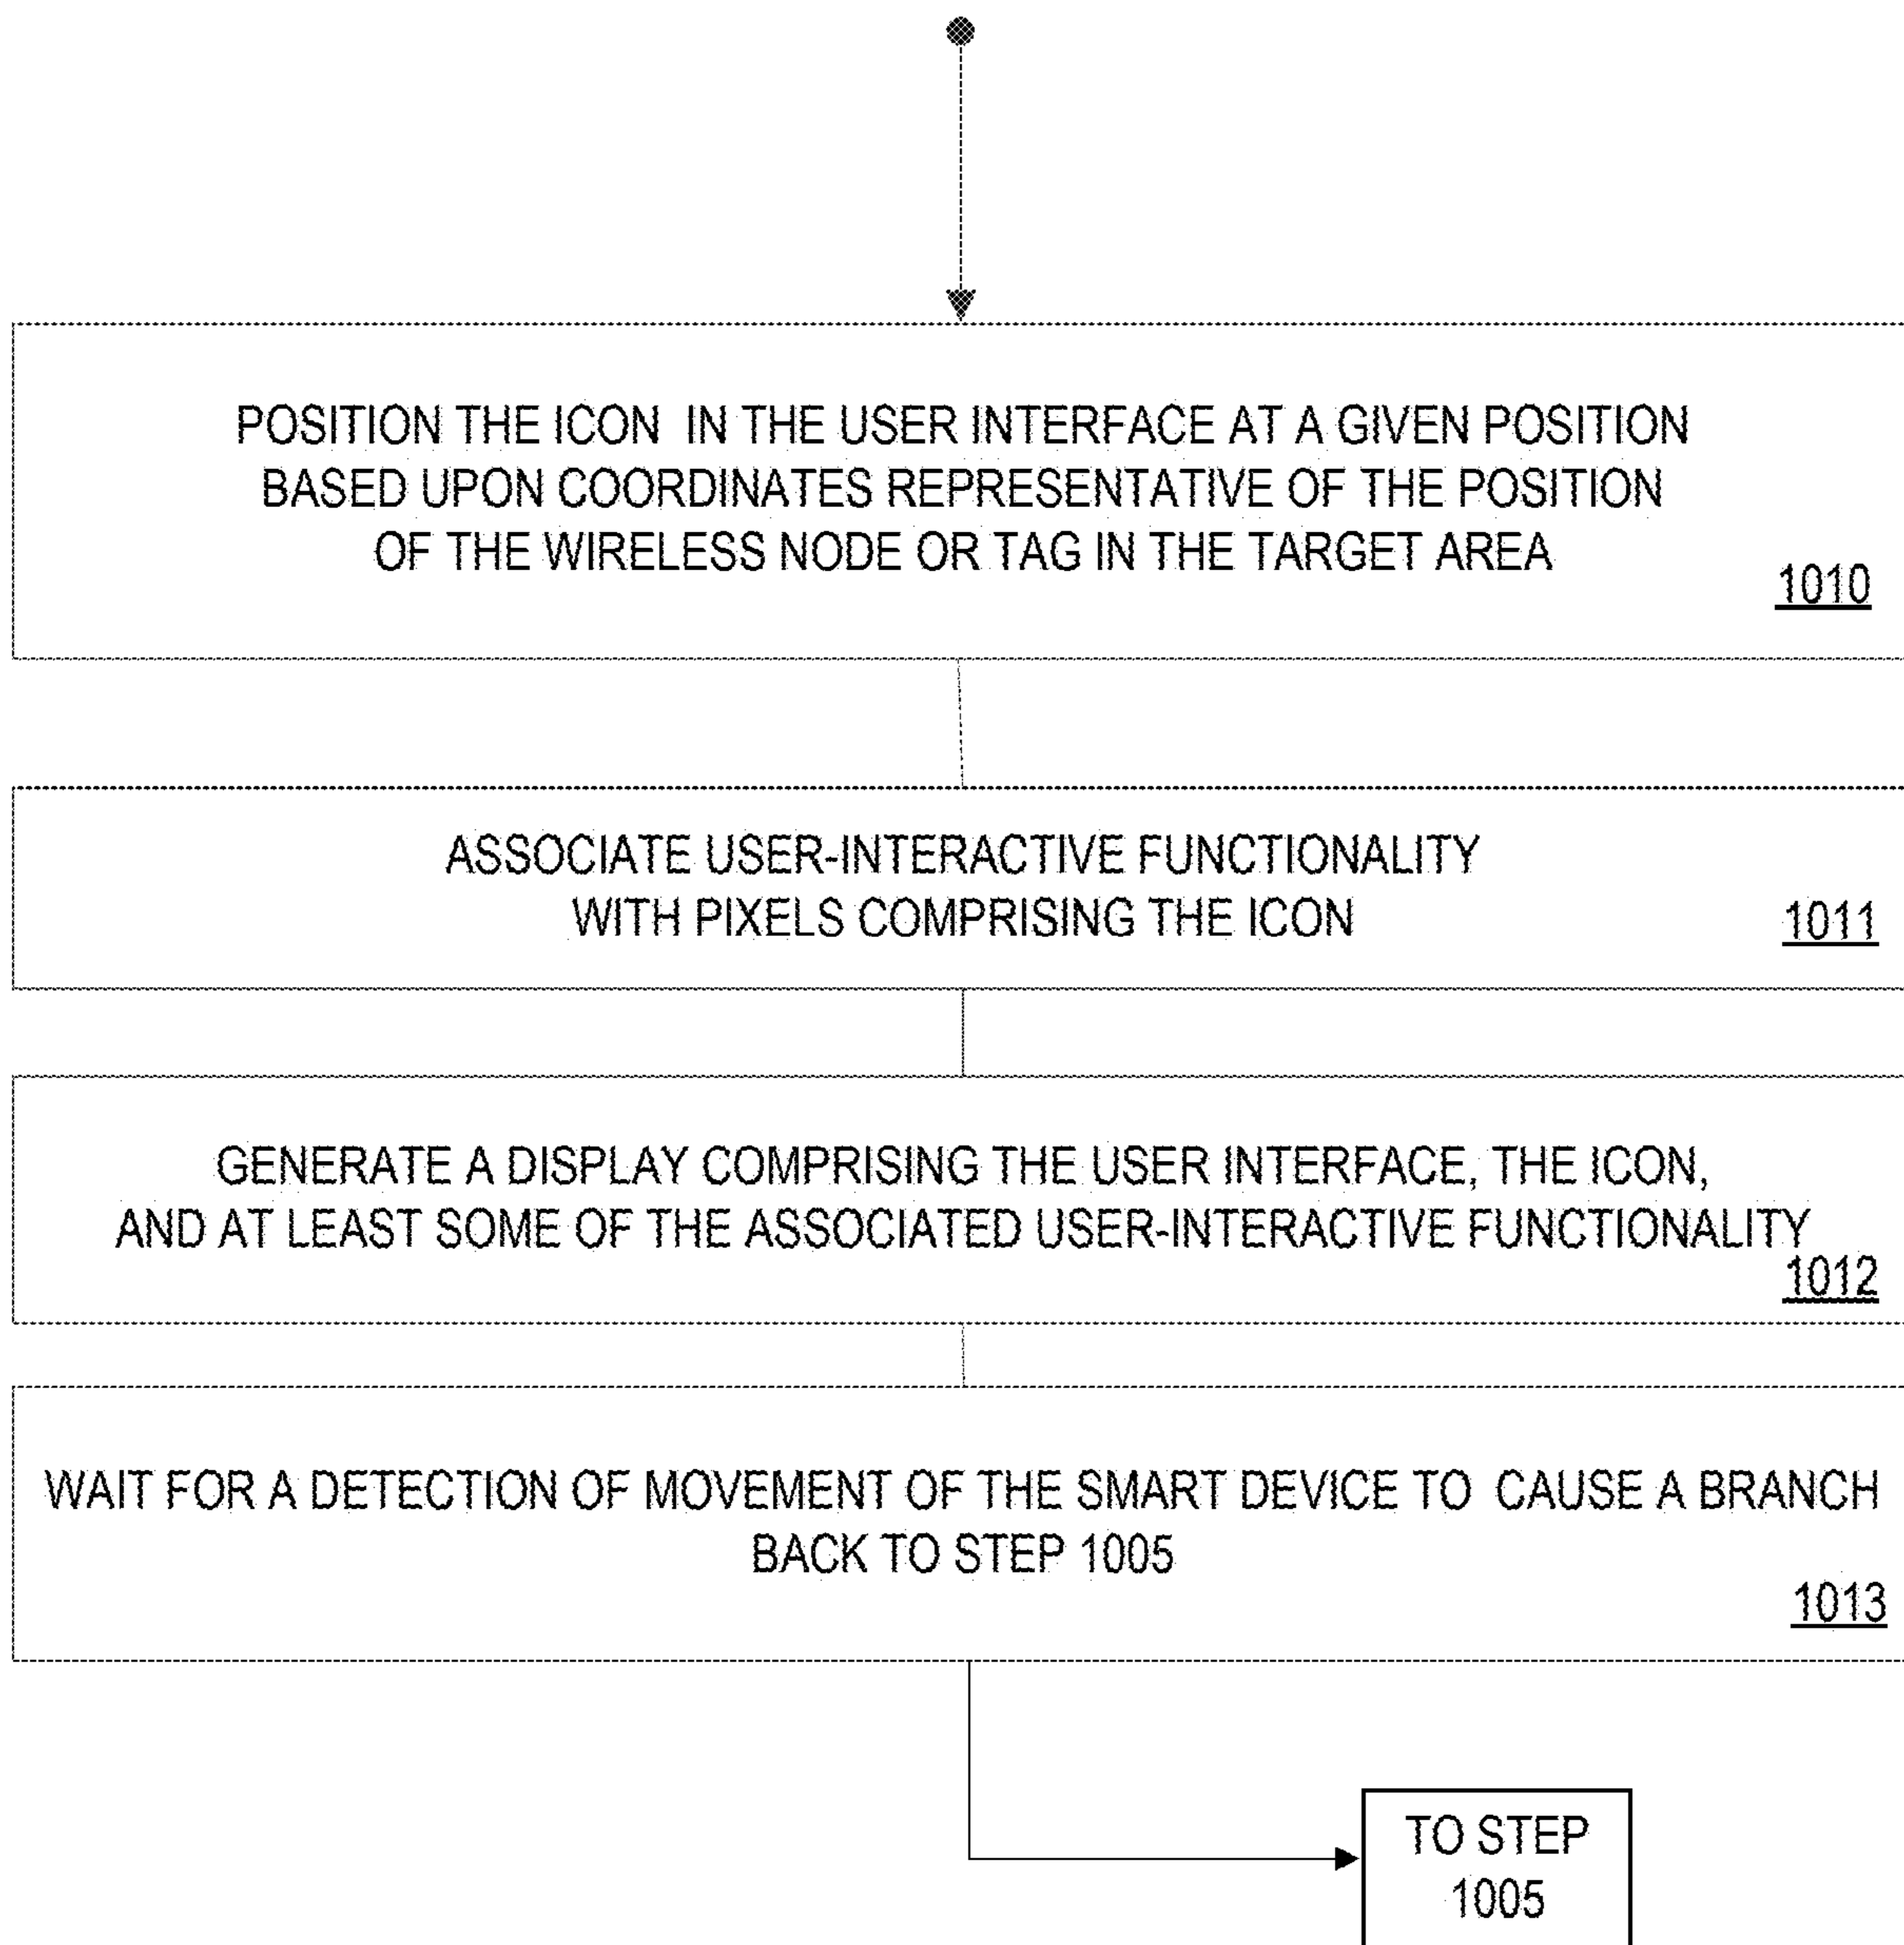 POSITION THE ICON  IN THE USER INTERFACE AT A GIVEN POSITION
BASED UPON COORDINATES REPRESENTATIVE OF THE POSITION
OF THE WIRELESS NODE OR TAG IN THE TARGET AREA
1010
ASSOCIATE USER-INTERACTIVE FUNCTIONALITY
WITH PIXELS COMPRISING THE ICON
1011
GENERATE A DISPLAY COMPRISING THE USER INTERFACE, THE ICON,
AND AT LEAST SOME OF THE ASSOCIATED USER-INTERACTIVE FUNCTIONALITY
1012
WAIT FOR A DETECTION OF MOVEMENT OF THE SMART DEVICE TO  CAUSE A BRANCH
BACK TO STEP 1005
1013
TO STEP
1005